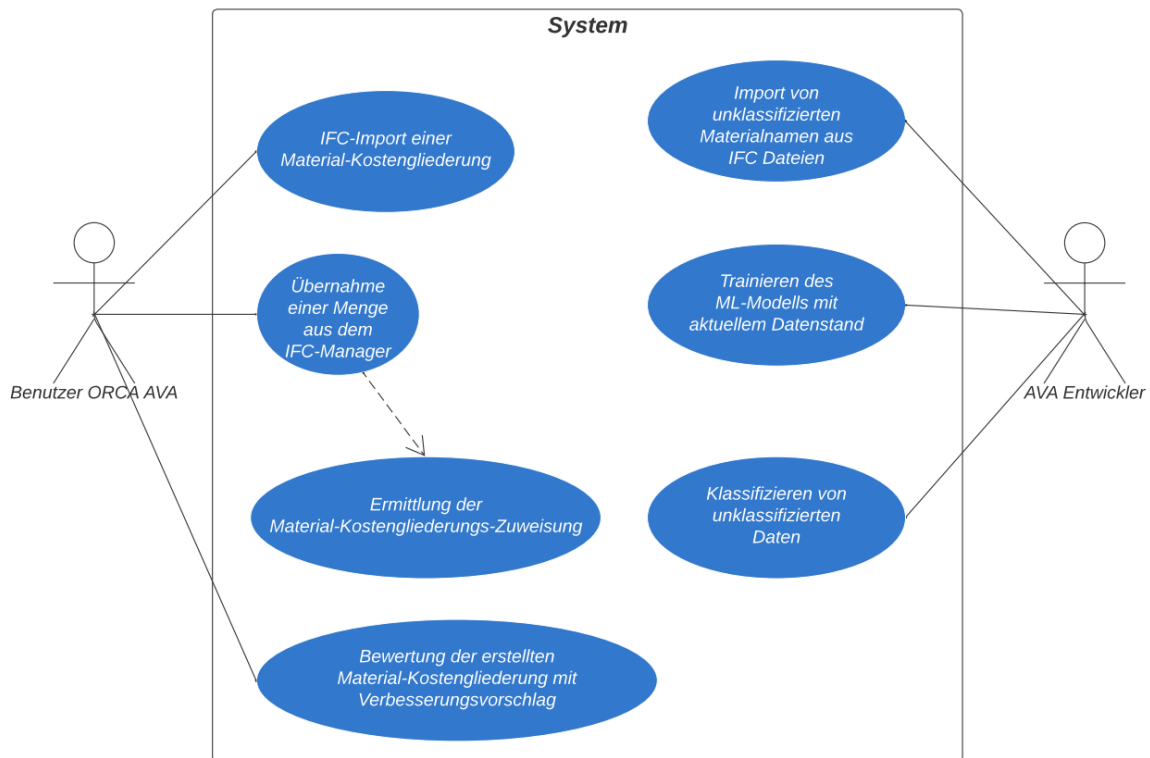 System
IFC-Import einer
Material-Kostengliederung
Import von
unklassifizierten
Materialnamen aus
IFC Dateien
Übernahme
einer Menge
aus dem
IFC-Manager
Trainieren des
ML-Modells mit
aktuellem Datenstand
Benutzer ORCA AVA
AVA Entwickler
Ermittlung der
Material-Kostengliederungs-Zuweisung
Klassifizieren von
unklassifizierten
Daten
Bewertung der erstellten
Material-Kostengliederung mit
Verbesserungsvorschlag